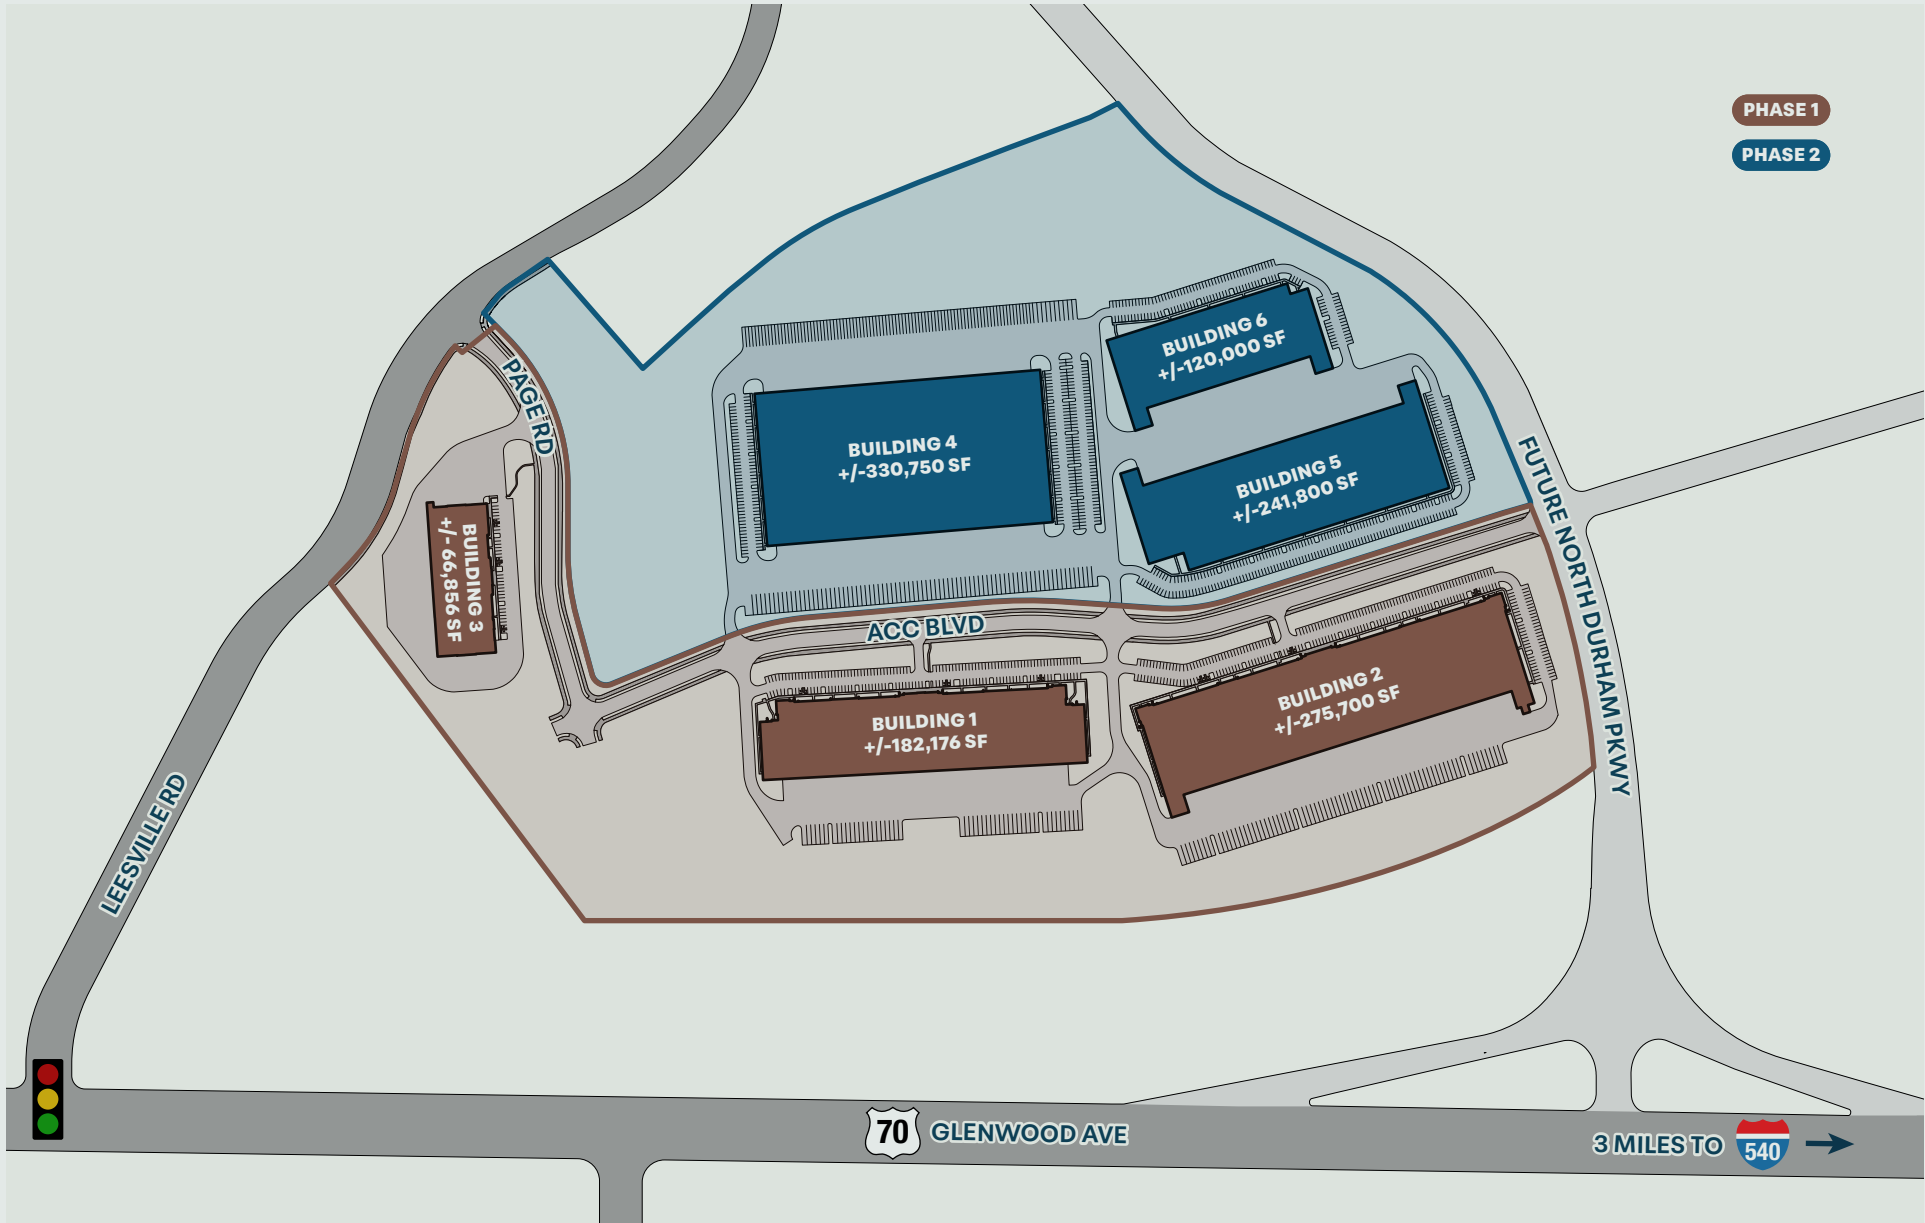 PHASE 1
PHASE 2
BUILDING 6
+/-120,000 SF
PAGE RD
BUILDING 4
+/-330,750 SF
BUILDING 5
+/-241,800 SF
FUTURE NORTH DURHAM PKWY
BUILDING 3
+/- 66,856 SF
ACC BLVD
BUILDING 2
+/-275,700 SF
BUILDING 1
+/-182,176 SF
LEESVILLE RD
70 GLENWOOD AVE
3 MILES TO 540